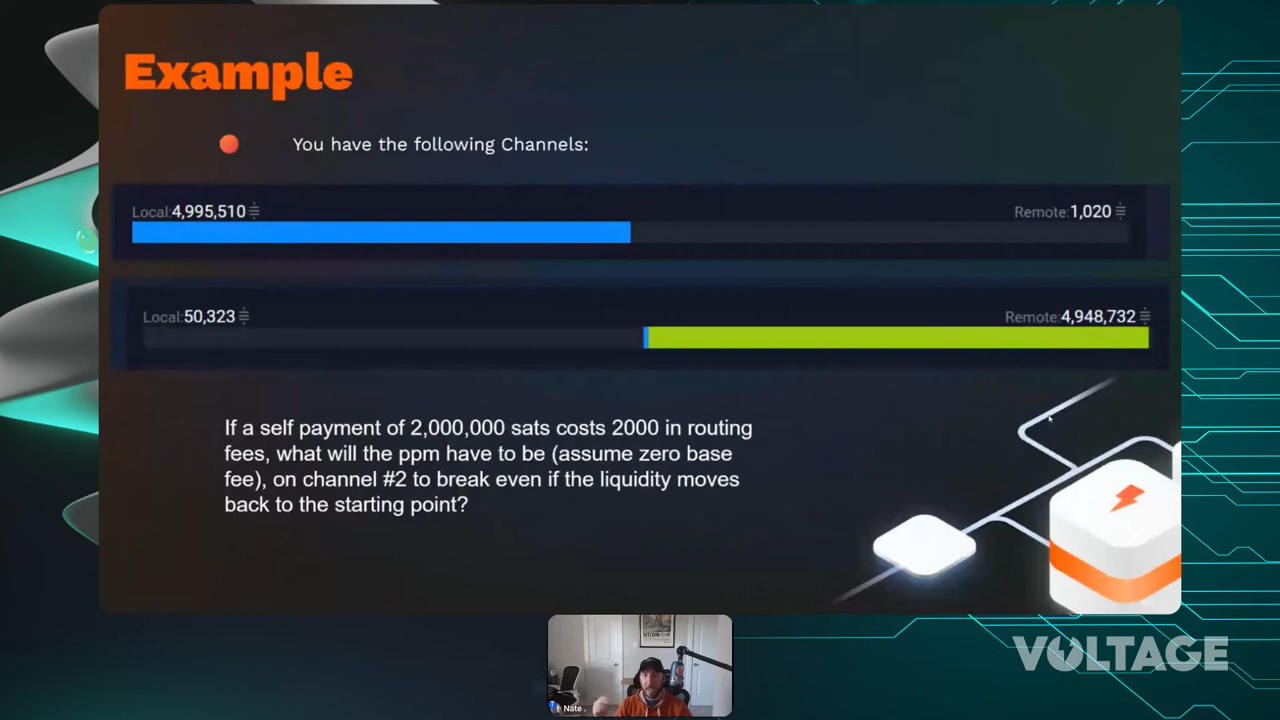 Example
You have the following Channels:
Local:4,995,510
Remote:1,020
Local:50,323
Remote:4,948,732
If a self payment of 2,000,000 sats costs 2000 in routing
fees, what will the ppm have to be (assume zero base
fee), on channel #2 to break even if the liquidity moves
back to the starting point?
VOLTAGE
Nate .